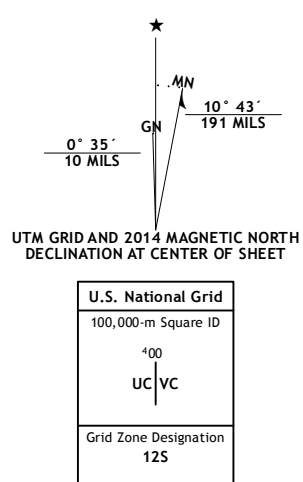 ★
MN
GN
10° 43´
191 MILS
0° 35´
10 MILS
UTM GRID AND 2014 MAGNETIC NORTH
DECLINATION AT CENTER OF SHEET
U.S. National Grid
100,000-m Square ID
⁴00
UC VC
Grid Zone Designation
12S